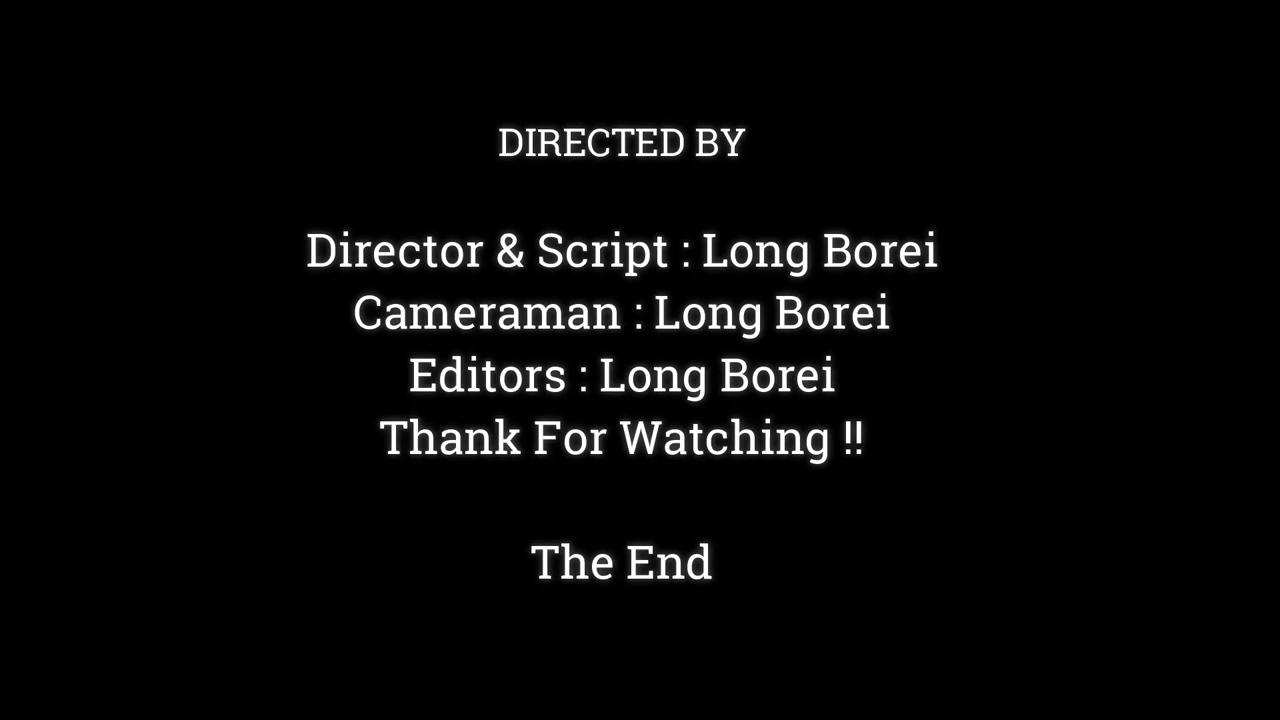 DIRECTED BY
Director & Script : Long Borei
Cameraman : Long Borei
Editors : Long Borei
Thank For Watching !!
The End